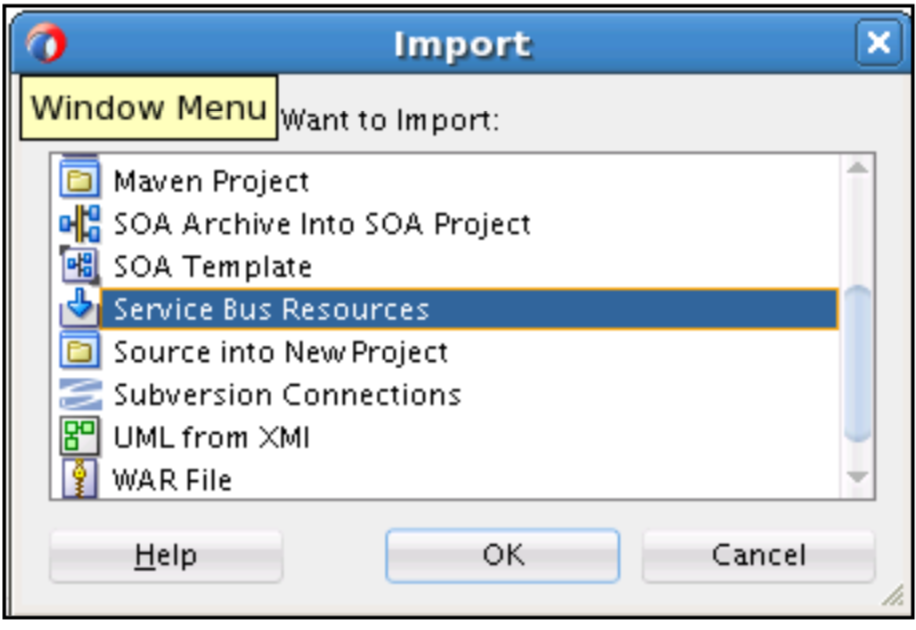 Import
Window Menu Want to Import:
Maven Project
SOA Archive Into SOA Project
SOA Template
Service Bus Resources
Source into New Project
Subversion Connections
UML from XMI
WAR File
Help OK Cancel